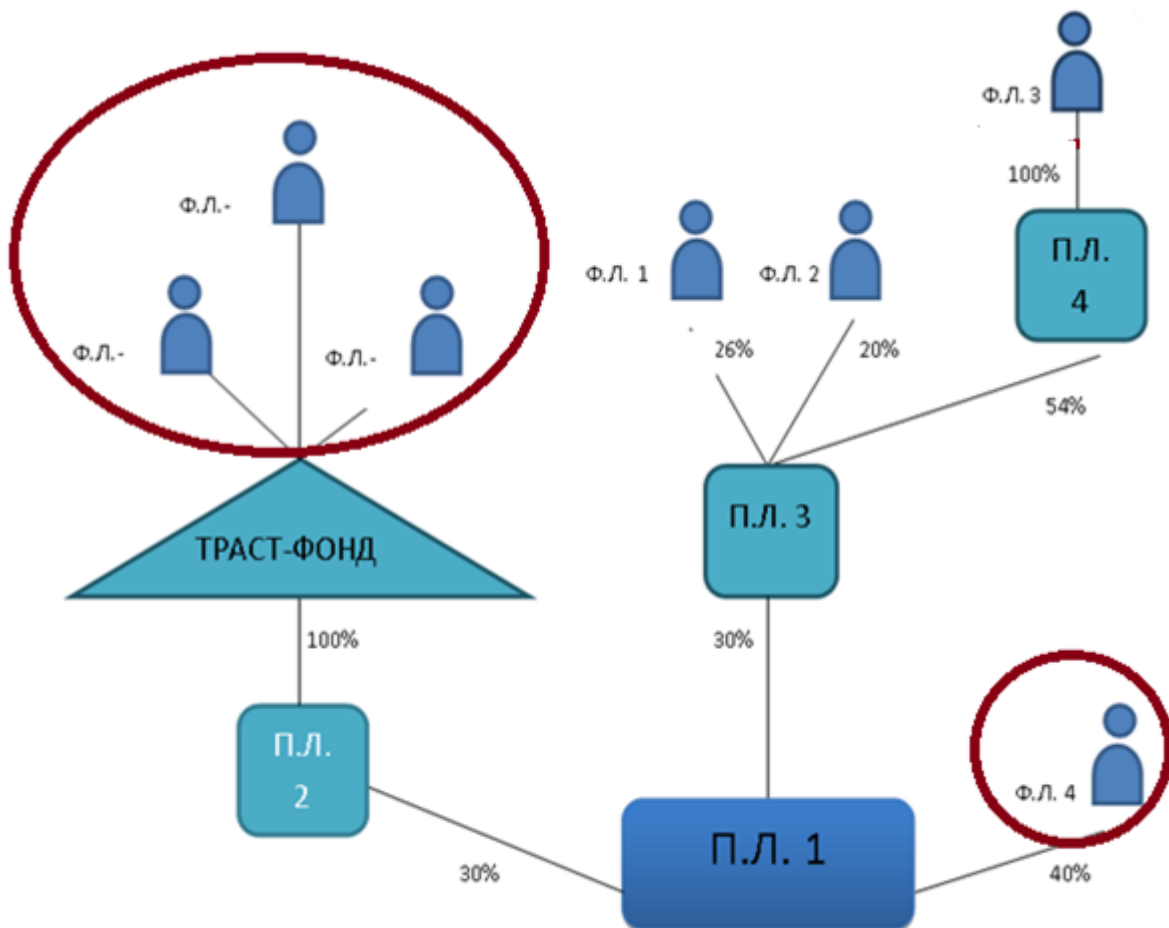 Ф.Л. 3
Ф.Л.-
100%
П.Л.
4
Ф.Л. 1
Ф.Л. 2
Ф.Л.-
Ф.Л.-
26%
20%
54%
П.Л. 3
ТРАСТ-ФОНД
100%
30%
П.Л.
2
Ф.Л. 4
П.Л. 1
30%
40%